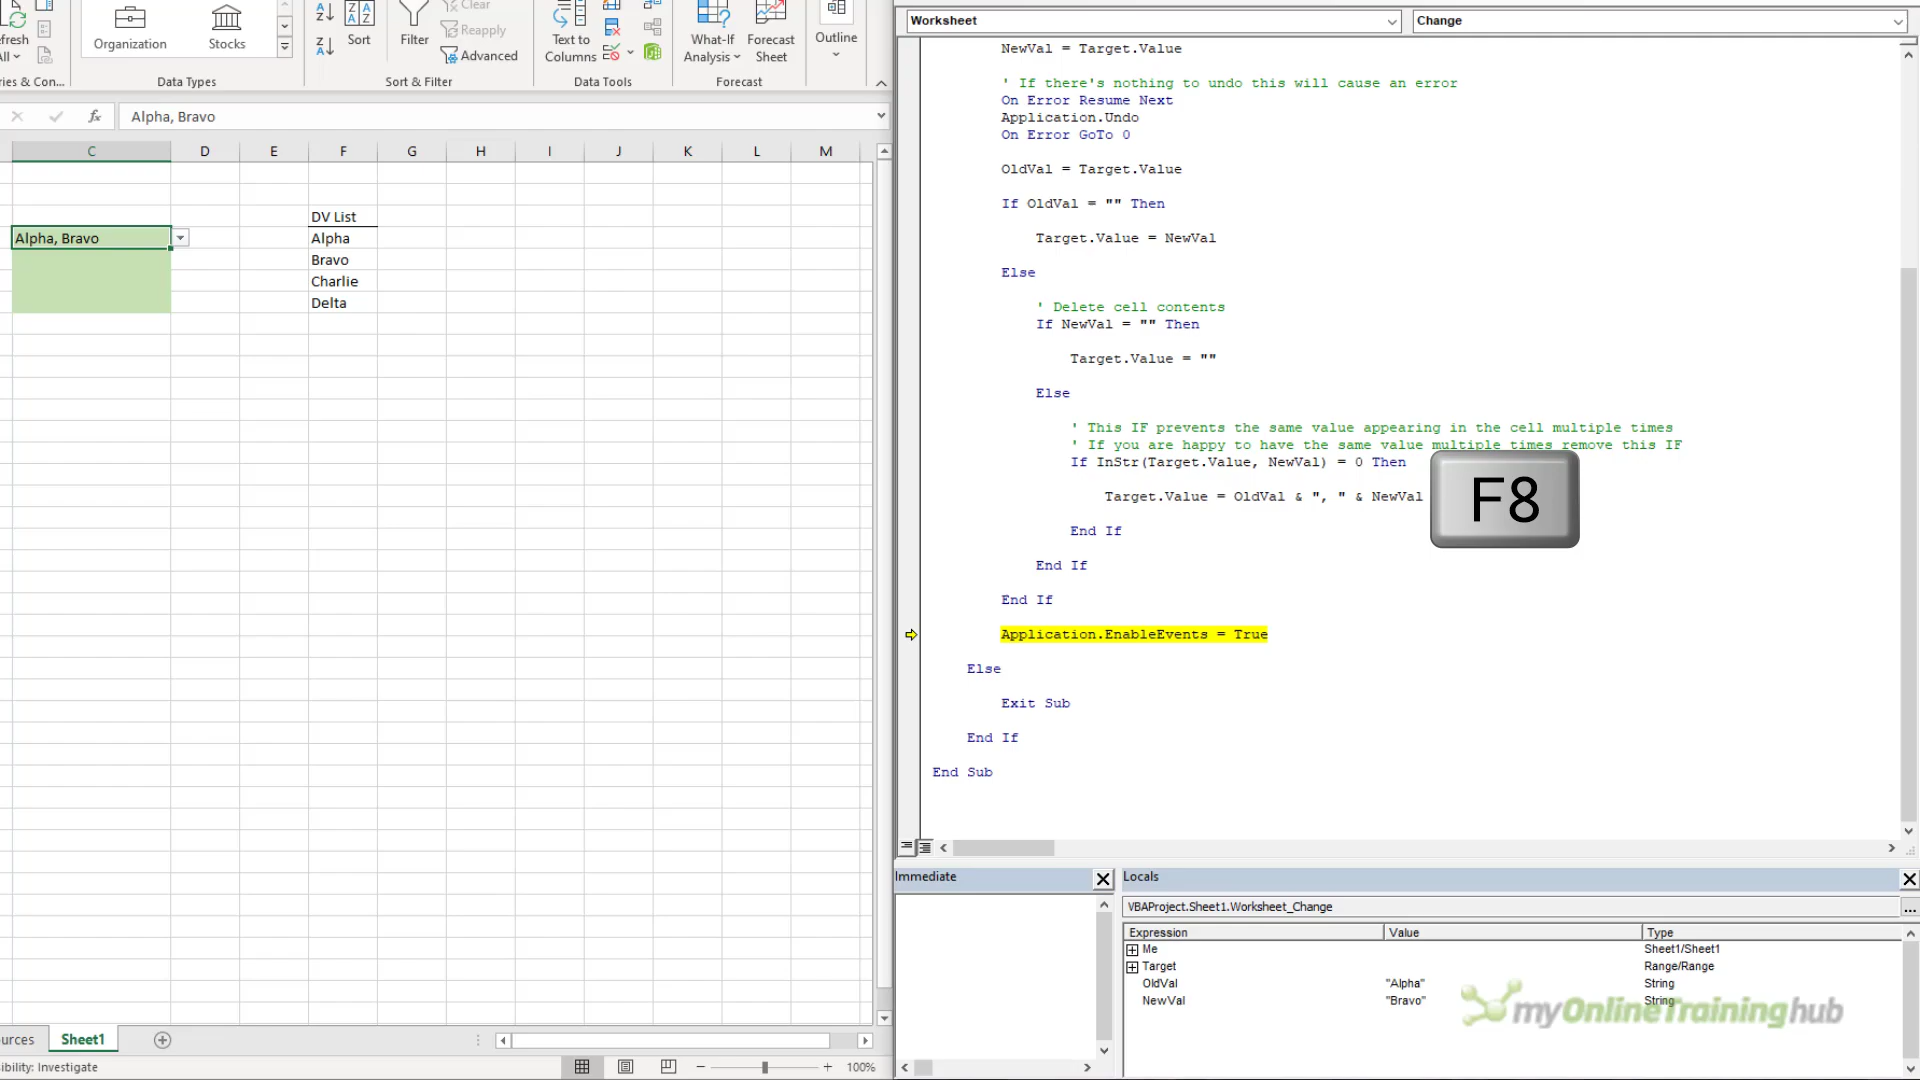 Organization
Stocks
Sort
Filter
Clear
Reapply
Advanced
Text to
Columns
What-If
Analysis
Forecast
Sheet
Outline
All
Data Types
Sort & Filter
Data Tools
Forecast
fx
Alpha, Bravo
C D E F G H I J K L M
DV List
Alpha, Bravo
Alpha
Bravo
Charlie
Delta
Sheet1
100%
Worksheet
Change
NewVal = Target.Value
' If there's nothing to undo this will cause an error
On Error Resume Next
Application.Undo
On Error GoTo 0
OldVal = Target.Value
If OldVal = "" Then
Target.Value = NewVal
Else
' Delete cell contents
If NewVal = "" Then
Target.Value = ""
Else
' This IF prevents the same value appearing in the cell multiple times
' If you are happy to have the same value multiple times remove this IF
If InStr(Target.Value, NewVal) = 0 Then
Target.Value = OldVal & ", " & NewVal
End If
End If
End If
Application.EnableEvents = True
Else
Exit Sub
End If
End Sub
F8
Immediate
Locals
VBAProject.Sheet1.Worksheet_Change
Expression Value Type
Me Sheet1/Sheet1
Target Range/Range
OldVal "Alpha" String
NewVal "Bravo" String
myOnlineTraininghub